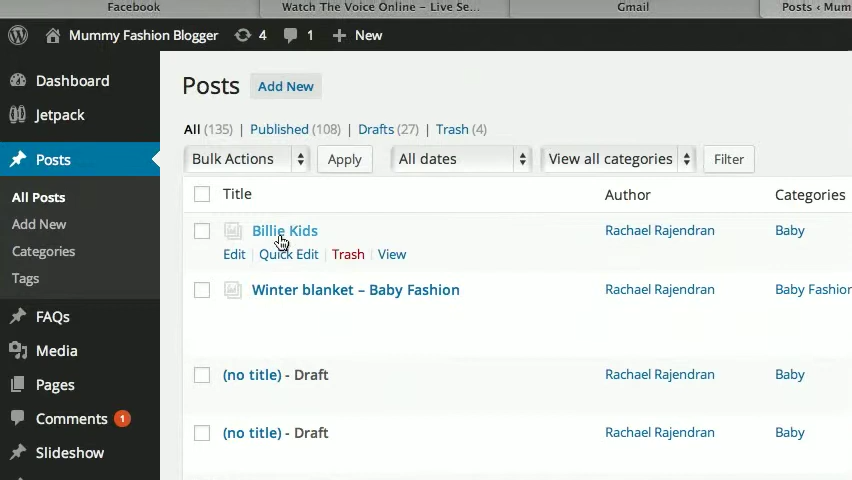 Facebook
Watch The Voice Online – Live Se...
Gmail
Posts ‹ Mum
Mummy Fashion Blogger
4
1
New
Dashboard
Jetpack
Posts
All Posts
Add New
Categories
Tags
FAQs
Media
Pages
Comments 1
Slideshow
Posts
Add New
All (135) | Published (108) | Drafts (27) | Trash (4)
Bulk Actions
Apply
All dates
View all categories
Filter
Title
Author
Categories
Billie Kids
Rachael Rajendran
Baby
Edit | Quick Edit | Trash | View
Winter blanket – Baby Fashion
Rachael Rajendran
Baby Fashion
(no title) - Draft
Rachael Rajendran
Baby
(no title) - Draft
Rachael Rajendran
Baby